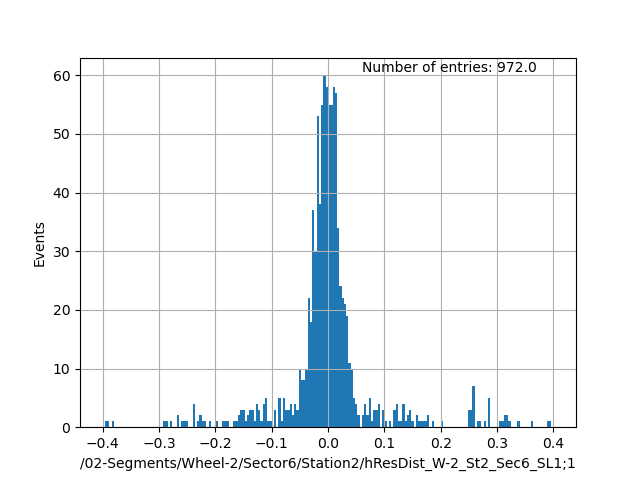 Number of entries: 972.0
60
50
40
30
20
10
0
Events
−0.4 −0.3 −0.2 −0.1 0.0 0.1 0.2 0.3 0.4
/02-Segments/Wheel-2/Sector6/Station2/hResDist_W-2_St2_Sec6_SL1;1